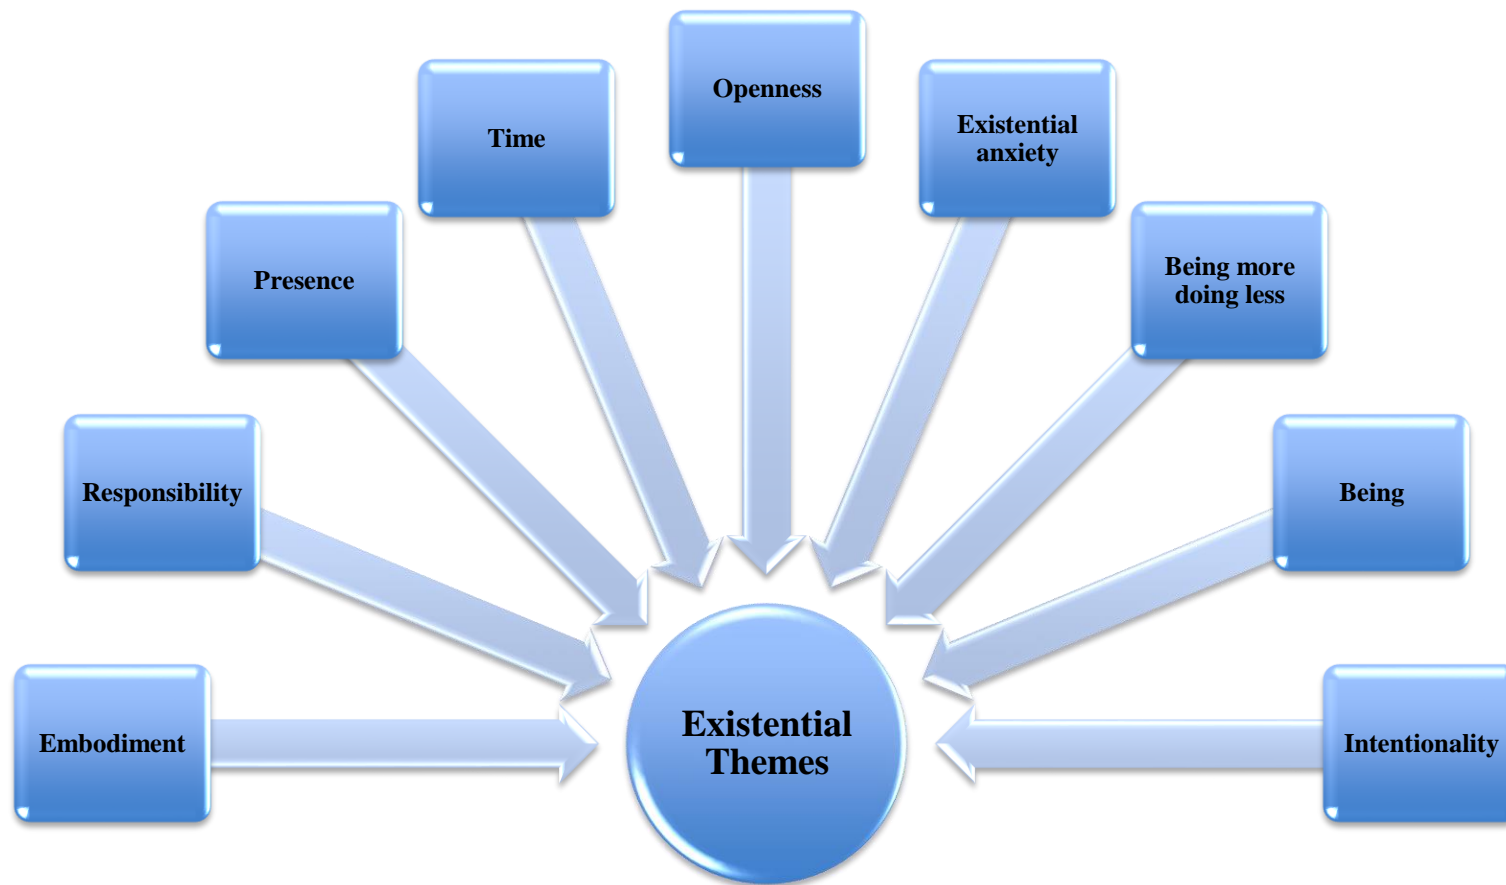 Openness
Time
Existential
anxiety
Presence
Being more
doing less
Responsibility
Being
Embodiment
Existential
Themes
Intentionality